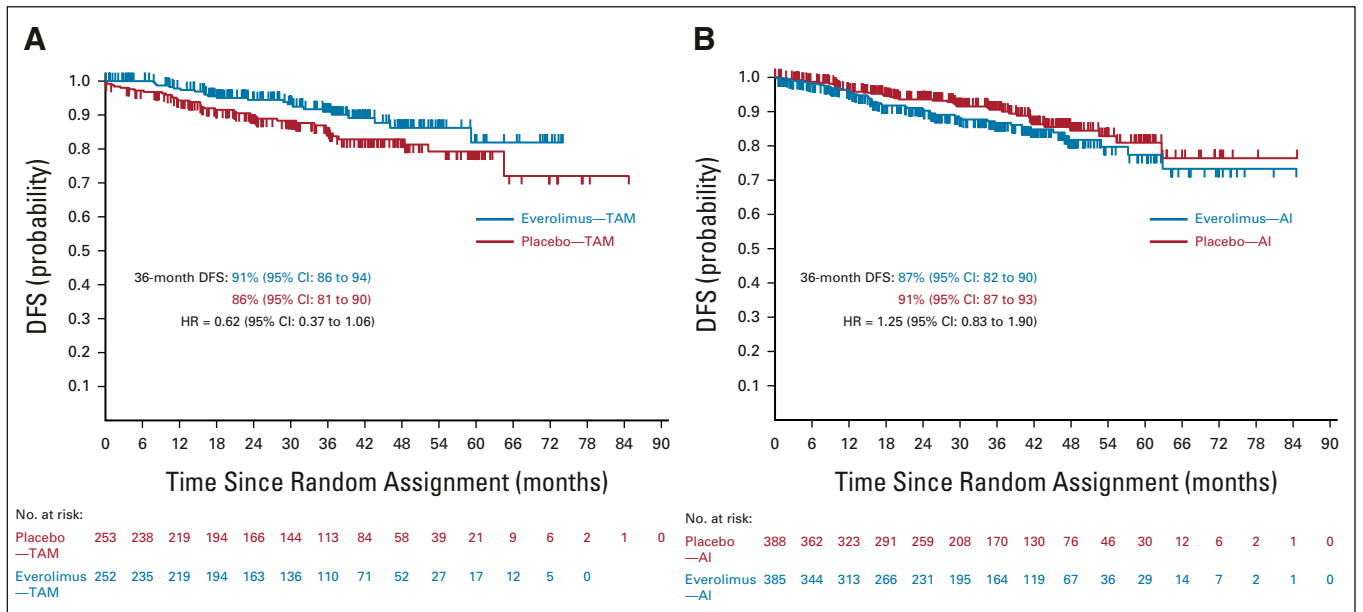 A
1.0
0.9
0.8
0.7
0.6
0.5
0.4
0.3
0.2
0.1
DFS (probability)
Everolimus—TAM
Placebo—TAM
36-month DFS: 91% (95% CI: 86 to 94)
86% (95% CI: 81 to 90)
HR = 0.62 (95% CI: 0.37 to 1.06)
0 6 12 18 24 30 36 42 48 54 60 66 72 78 84 90
Time Since Random Assignment (months)
No. at risk:
Placebo 253 238 219 194 166 144 113 84 58 39 21 9 6 2 1 0
—TAM
Everolimus 252 235 219 194 163 136 110 71 52 27 17 12 5 0
—TAM
B
1.0
0.9
0.8
0.7
0.6
0.5
0.4
0.3
0.2
0.1
DFS (probability)
Everolimus—AI
Placebo—AI
36-month DFS: 87% (95% CI: 82 to 90)
91% (95% CI: 87 to 93)
HR = 1.25 (95% CI: 0.83 to 1.90)
0 6 12 18 24 30 36 42 48 54 60 66 72 78 84 90
Time Since Random Assignment (months)
No. at risk:
Placebo 388 362 323 291 259 208 170 130 76 46 30 12 6 2 1 0
—AI
Everolimus 385 344 313 266 231 195 164 119 67 36 29 14 7 2 1 0
—AI